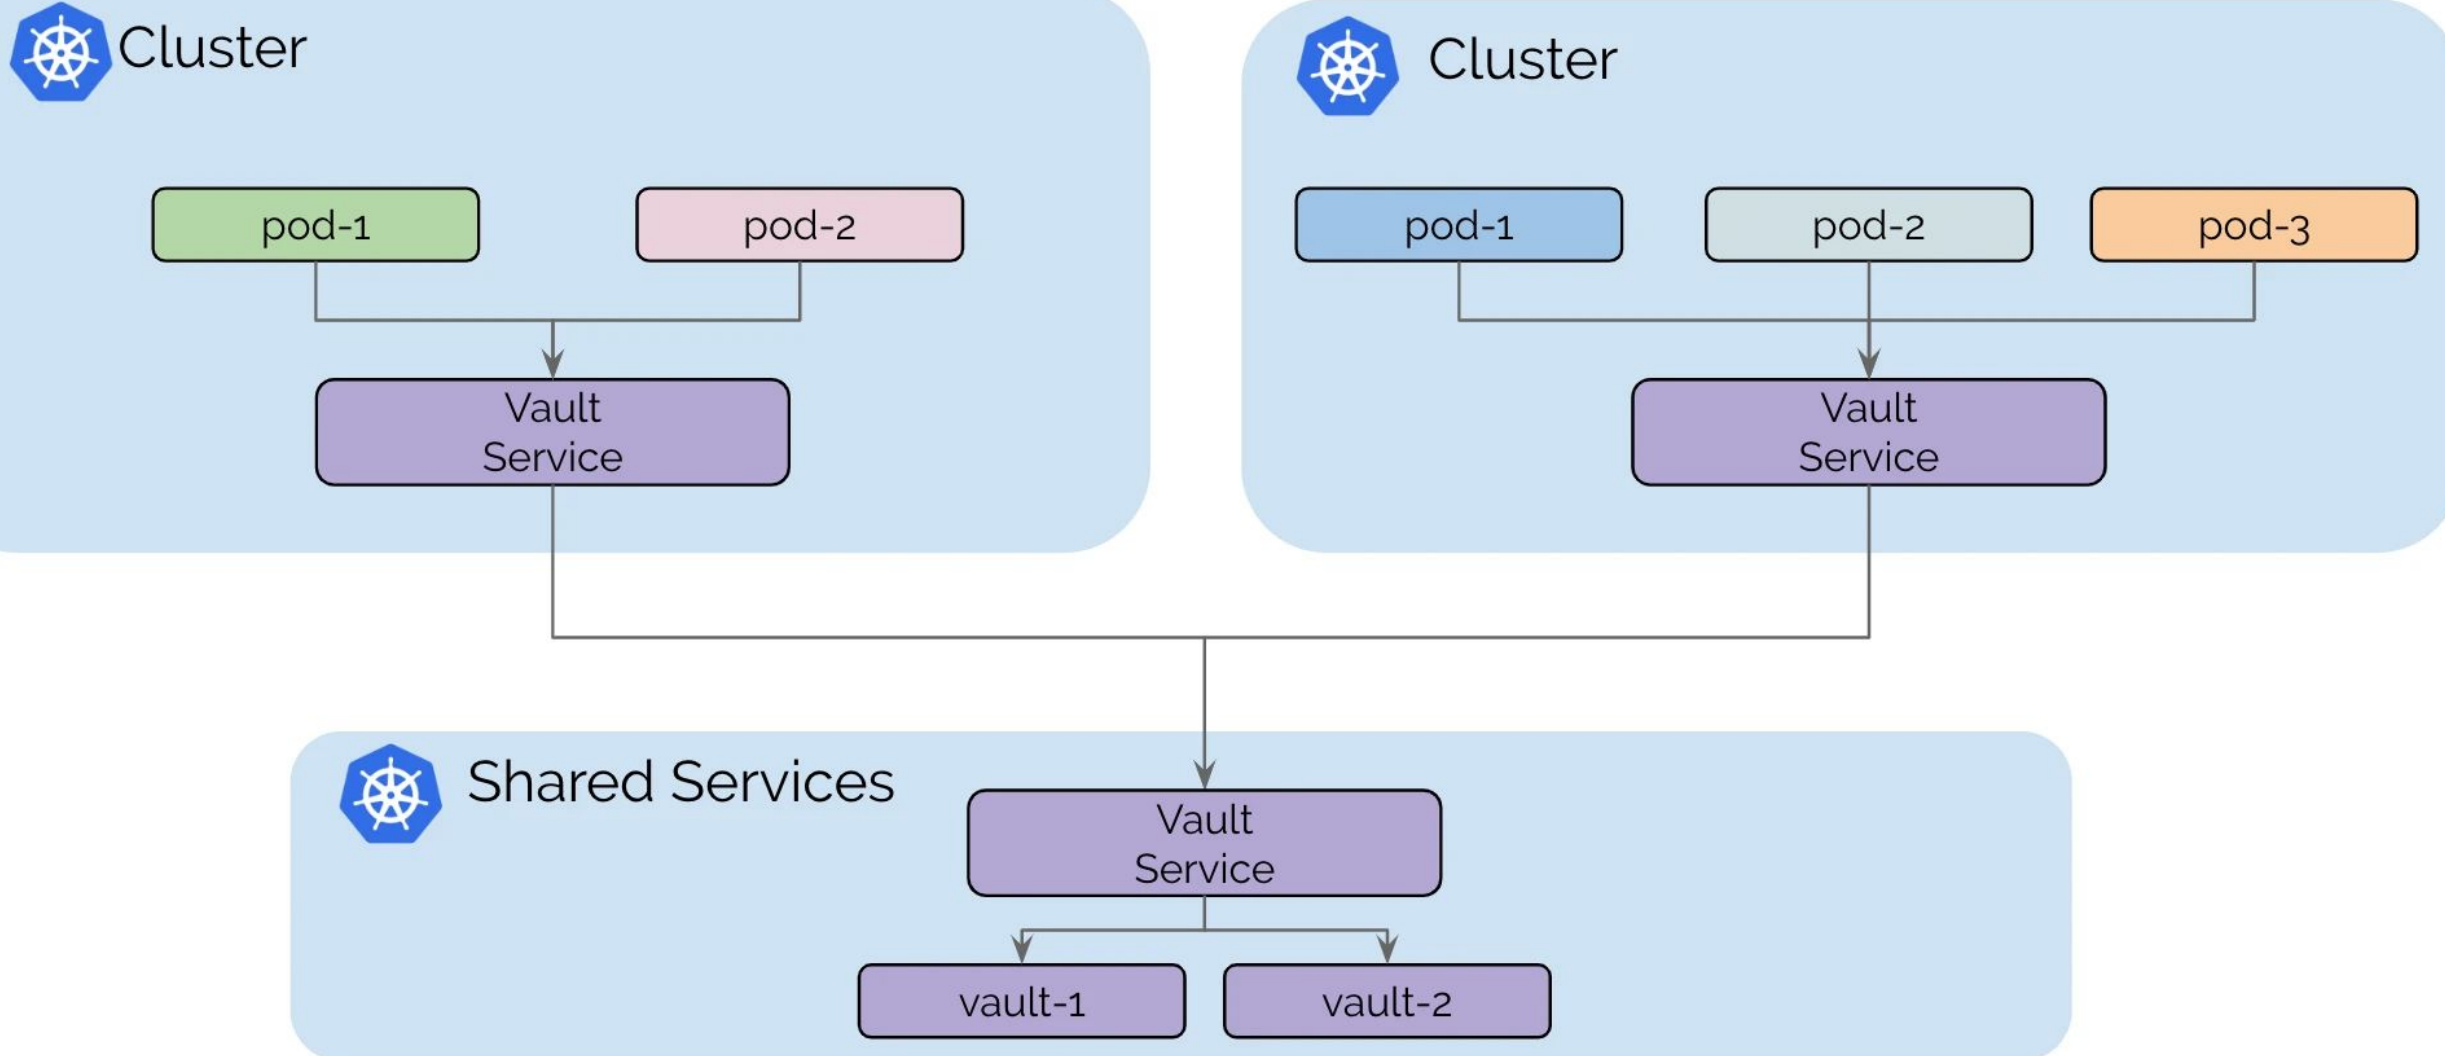 Cluster
Cluster
pod-1
pod-2
pod-1
pod-2
pod-3
Vault
Service
Vault
Service
Shared Services
Vault
Service
vault-1
vault-2